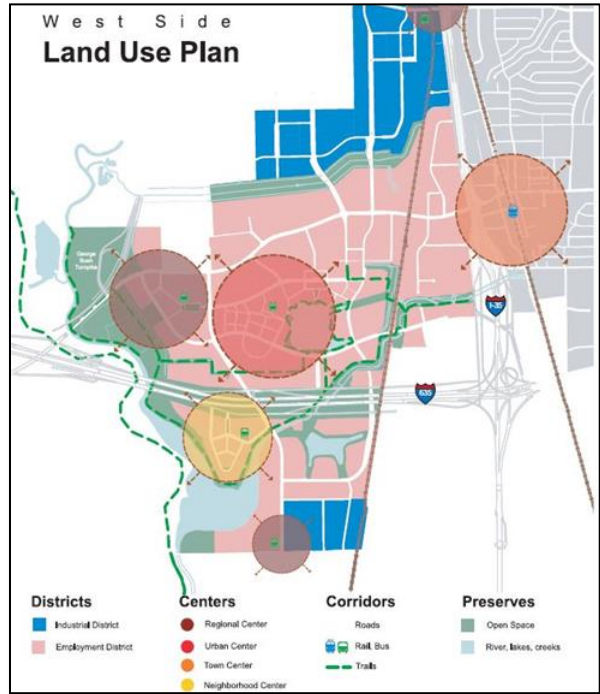 West Side
Land Use Plan
George
Bush
Turnpike
I-35
635
Districts
Industrial District
Employment District
Centers
Regional Center
Urban Center
Town Center
Neighborhood Center
Corridors
Roads
Rail, Bus
Trails
Preserves
Open Space
River, lakes, creeks